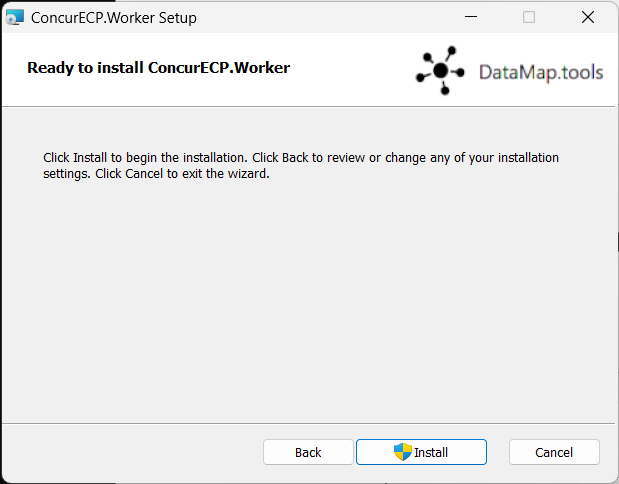 ConcurECP.Worker Setup
Ready to install ConcurECP.Worker
DataMap.tools
Click Install to begin the installation. Click Back to review or change any of your installation
settings. Click Cancel to exit the wizard.
Back
Install
Cancel